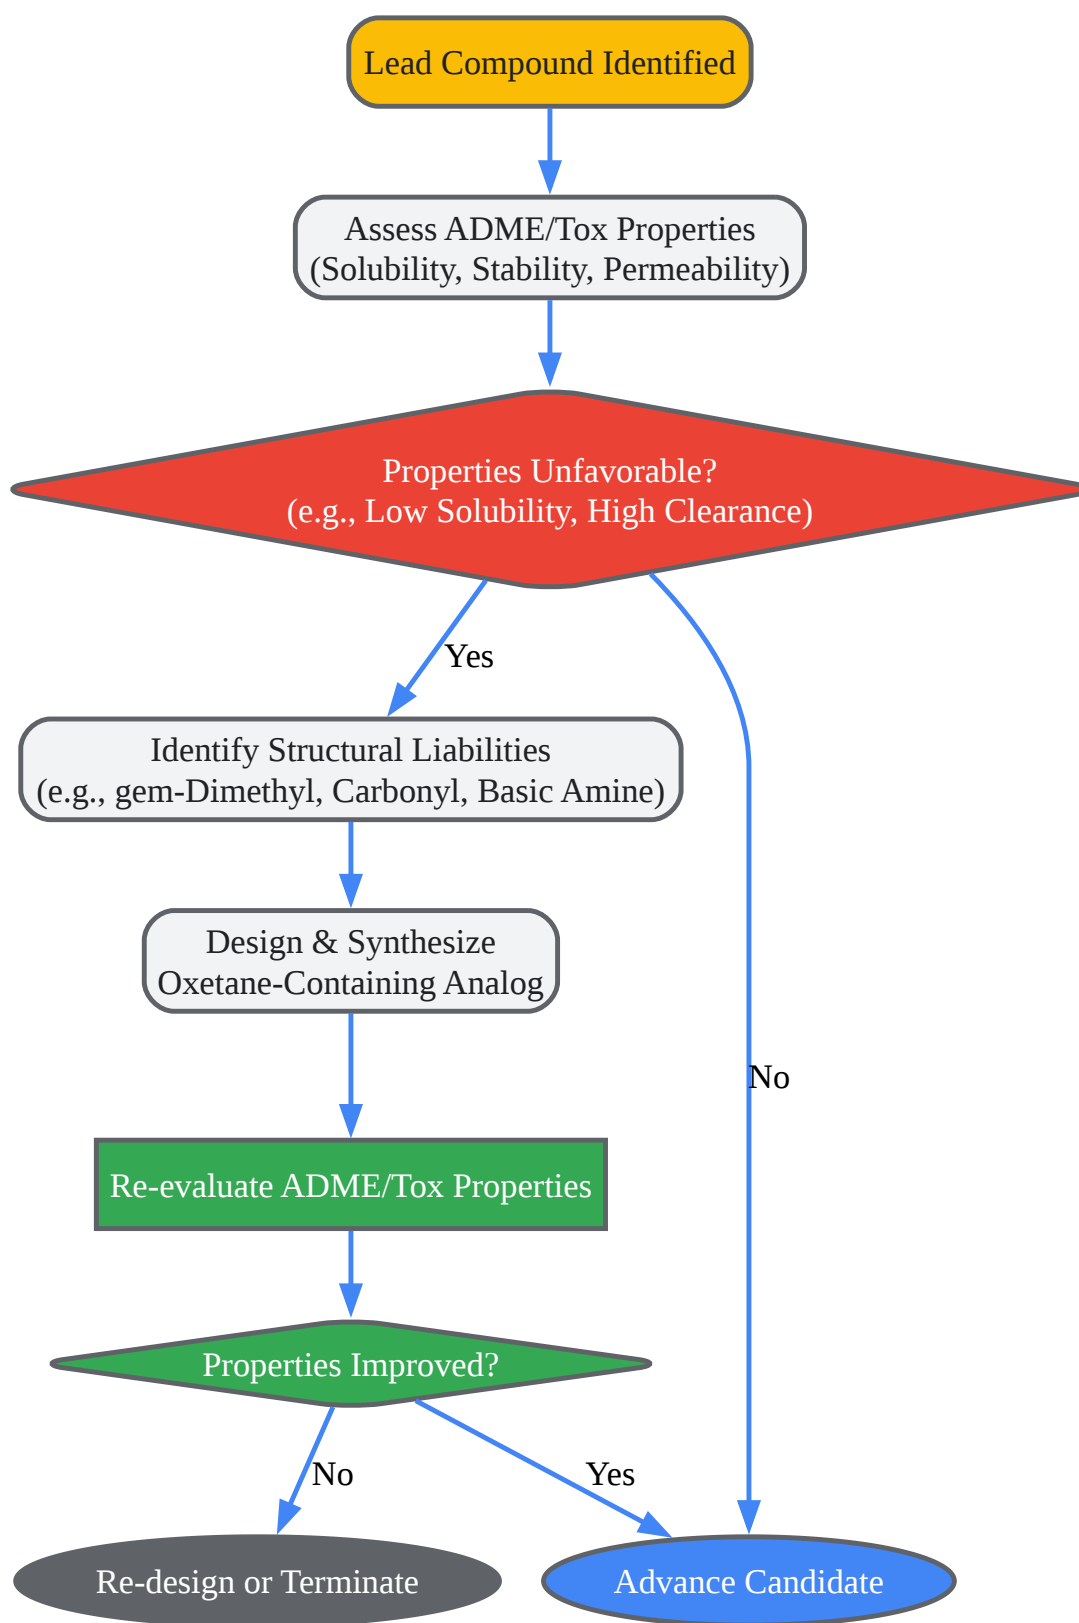 Lead Compound Identified
Assess ADME/Tox Properties
(Solubility, Stability, Permeability)
Properties Unfavorable?
(e.g., Low Solubility, High Clearance)
Yes
Identify Structural Liabilities
(e.g., gem-Dimethyl, Carbonyl, Basic Amine)
Design & Synthesize
Oxetane-Containing Analog
No
Re-evaluate ADME/Tox Properties
Properties Improved?
No
Yes
Re-design or Terminate
Advance Candidate